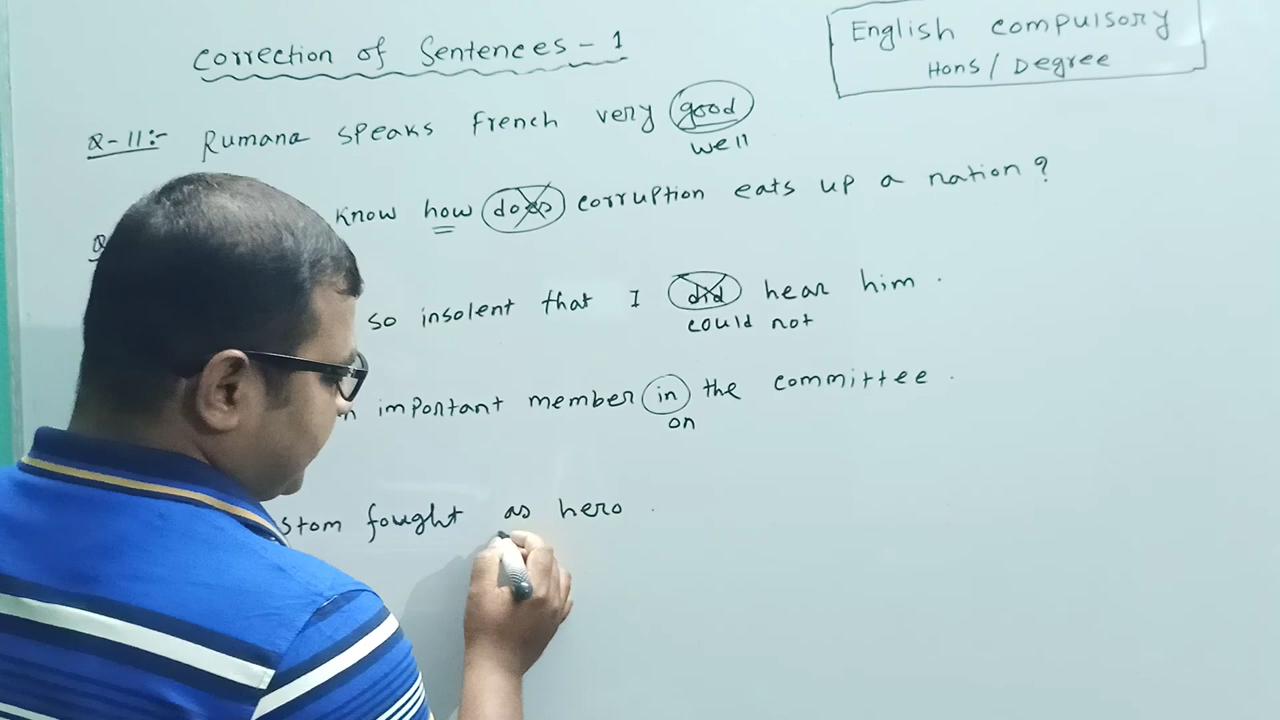 Correction of Sentences - 1
English compulsory
Hons / Degree
Q-11:- Rumana speaks French very good
well
Q
know how does corruption eats up a nation?
so insolent that I did hear him.
could not
important member in the committee.
on
stom fought as hero.